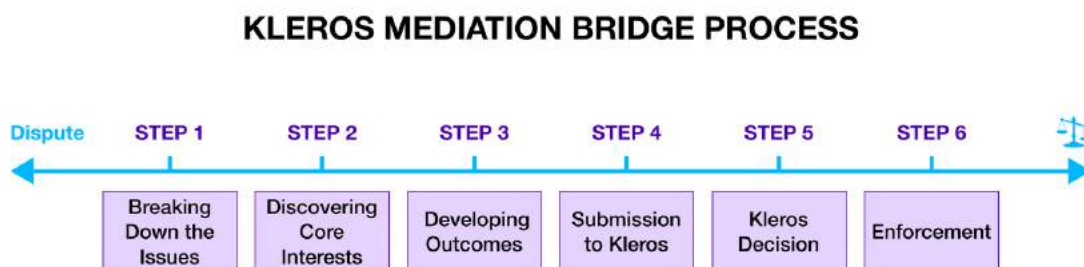 KLEROS MEDIATION BRIDGE PROCESS
Dispute
STEP 1
STEP 2
STEP 3
STEP 4
STEP 5
STEP 6
Breaking
Down the
Issues
Discovering
Core
Interests
Developing
Outcomes
Submission
to Kleros
Kleros
Decision
Enforcement